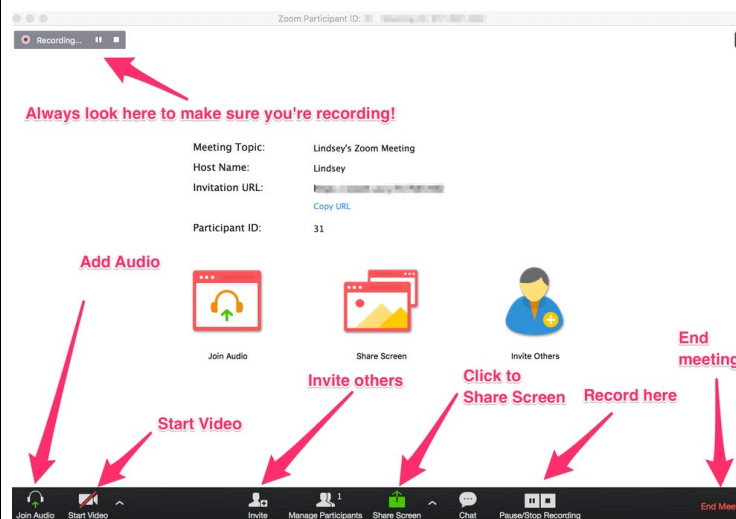 Zoom Participant ID:
Recording...
Always look here to make sure you're recording!
Meeting Topic: Lindsey's Zoom Meeting
Host Name: Lindsey
Invitation URL:
Copy URL
Participant ID: 31
Add Audio
Join Audio
Share Screen
Invite Others
End
meeting
Invite others
Click to
Share Screen
Record here
Start Video
1
Join Audio
Start Video
Invite
Manage Participants
Share Screen
Chat
Pause/Stop Recording
End Mee